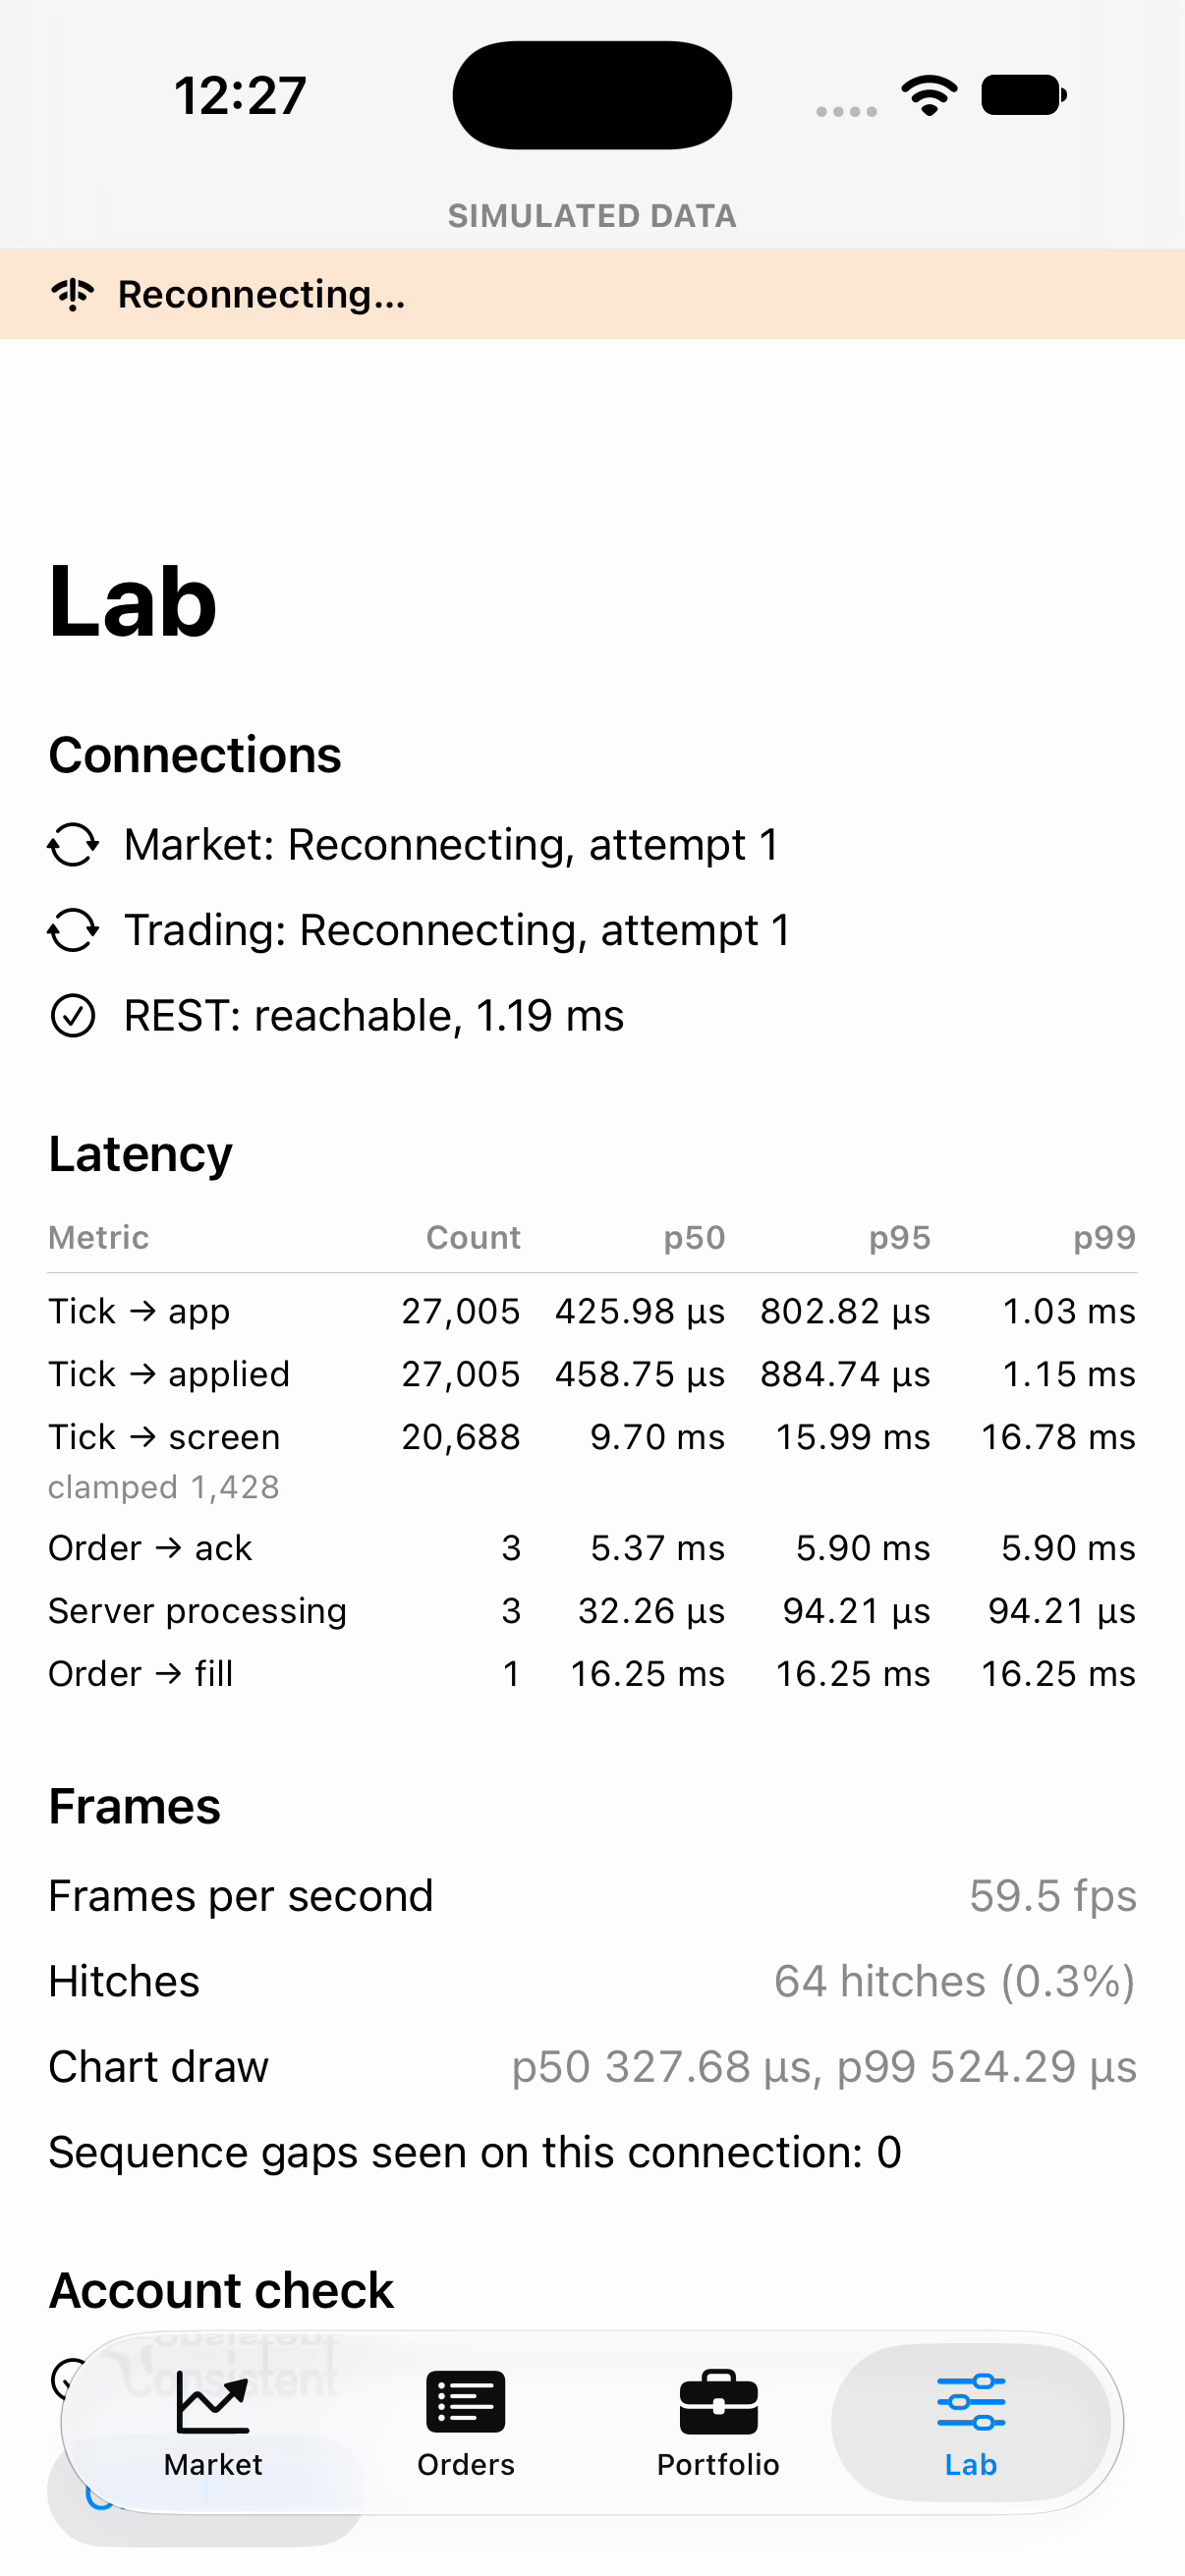 12:27
SIMULATED DATA
Reconnecting...
Lab
Connections
Market: Reconnecting, attempt 1
Trading: Reconnecting, attempt 1
REST: reachable, 1.19 ms
Latency
Metric Count p50 p95 p99
Tick → app 27,005 425.98 µs 802.82 µs 1.03 ms
Tick → applied 27,005 458.75 µs 884.74 µs 1.15 ms
Tick → screen 20,688 9.70 ms 15.99 ms 16.78 ms
clamped 1,428
Order → ack 3 5.37 ms 5.90 ms 5.90 ms
Server processing 3 32.26 µs 94.21 µs 94.21 µs
Order → fill 1 16.25 ms 16.25 ms 16.25 ms
Frames
Frames per second 59.5 fps
Hitches 64 hitches (0.3%)
Chart draw p50 327.68 µs, p99 524.29 µs
Sequence gaps seen on this connection: 0
Account check
Consistent
Market Orders Portfolio Lab